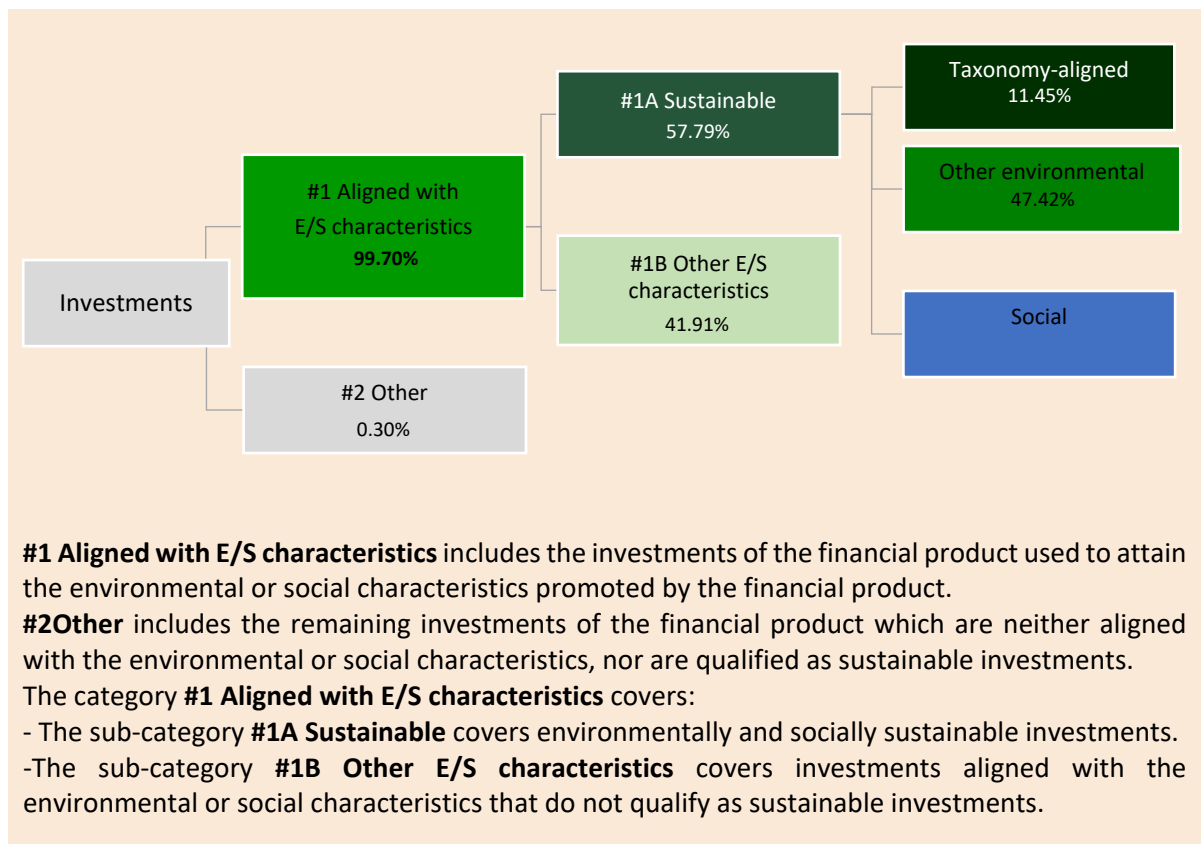 Investments
#1 Aligned with
E/S characteristics
99.70%
#2 Other
0.30%
#1A Sustainable
57.79%
#1B Other E/S
characteristics
41.91%
Taxonomy-aligned
11.45%
Other environmental
47.42%
Social
#1 Aligned with E/S characteristics includes the investments of the financial product used to attain
the environmental or social characteristics promoted by the financial product.
#2Other includes the remaining investments of the financial product which are neither aligned
with the environmental or social characteristics, nor are qualified as sustainable investments.
The category #1 Aligned with E/S characteristics covers:
- The sub-category #1A Sustainable covers environmentally and socially sustainable investments.
-The sub-category #1B Other E/S characteristics covers investments aligned with the
environmental or social characteristics that do not qualify as sustainable investments.